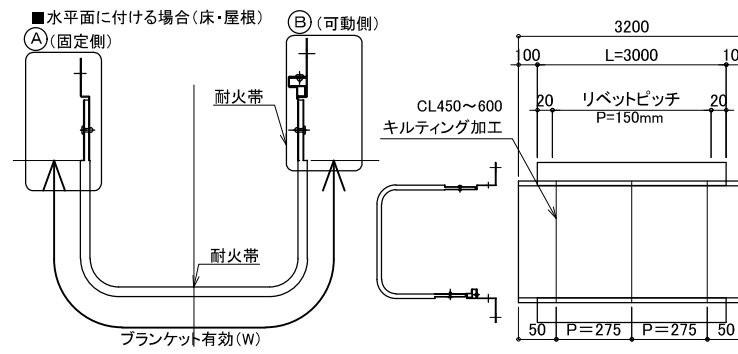 ■水平面に付ける場合(床・屋根)
A(固定側)
B(可動側)
耐火帯
耐火帯
ブランケット有効(W)
3200
100 L=3000 10
20 リベットピッチ 20
P=150mm
CL450～600
キルティング加工
50 P=275 P=275 50